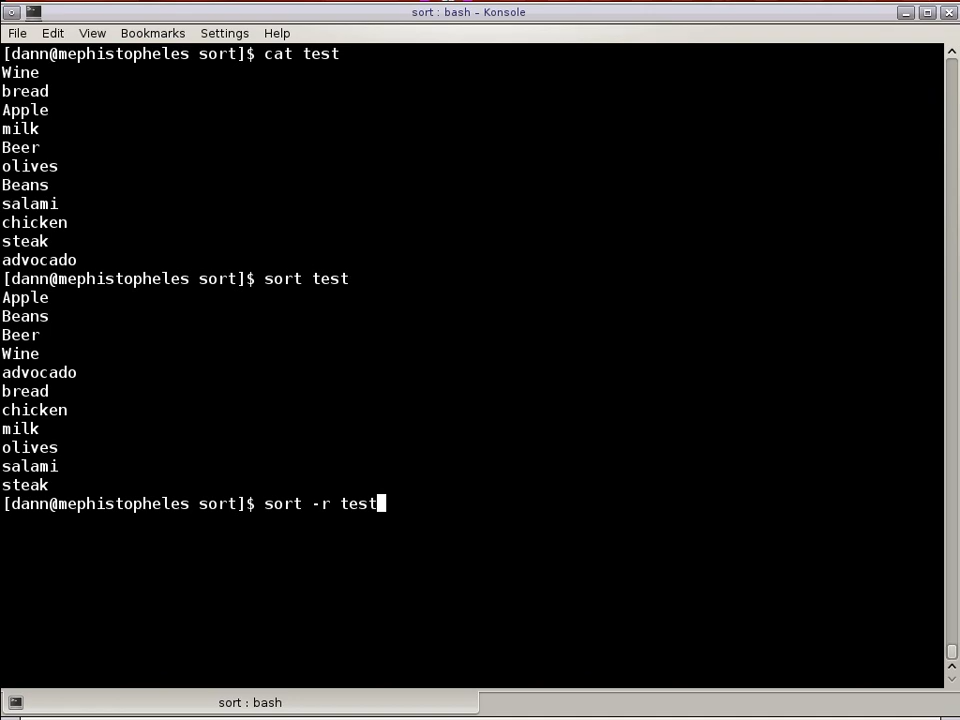 sort : bash – Konsole
File Edit View Bookmarks Settings Help
[dann@mephistopheles sort]$ cat test
Wine
bread
Apple
milk
Beer
olives
Beans
salami
chicken
steak
advocado
[dann@mephistopheles sort]$ sort test
Apple
Beans
Beer
Wine
advocado
bread
chicken
milk
olives
salami
steak
[dann@mephistopheles sort]$ sort -r test
sort : bash